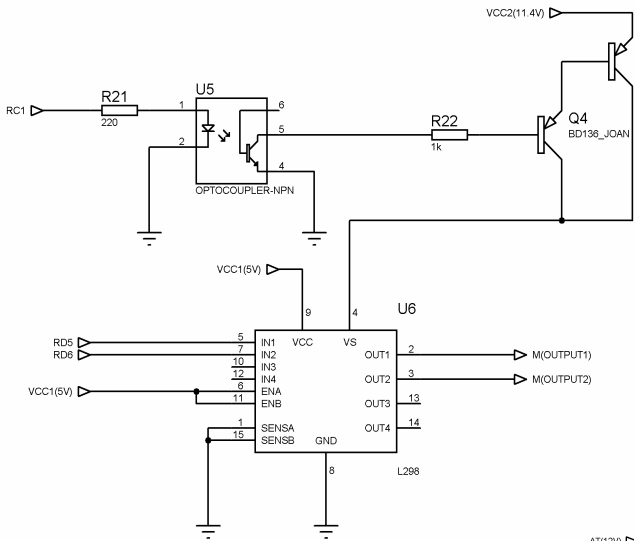 VCC2(11.4V)
U5
R21
RC1
220
1
6
2
5
4
OPTOCOUPLER-NPN
R22
1k
Q4
BD136_JOAN
VCC1(5V)
9
4
U6
RD5
5
IN1
VCC
VS
OUT1
2
M(OUTPUT1)
RD6
7
IN2
10
IN3
OUT2
3
M(OUTPUT2)
12
IN4
VCC1(5V)
6
ENA
11
ENB
OUT3
13
1
SENSA
OUT4
14
15
SENSB
GND
8
L298